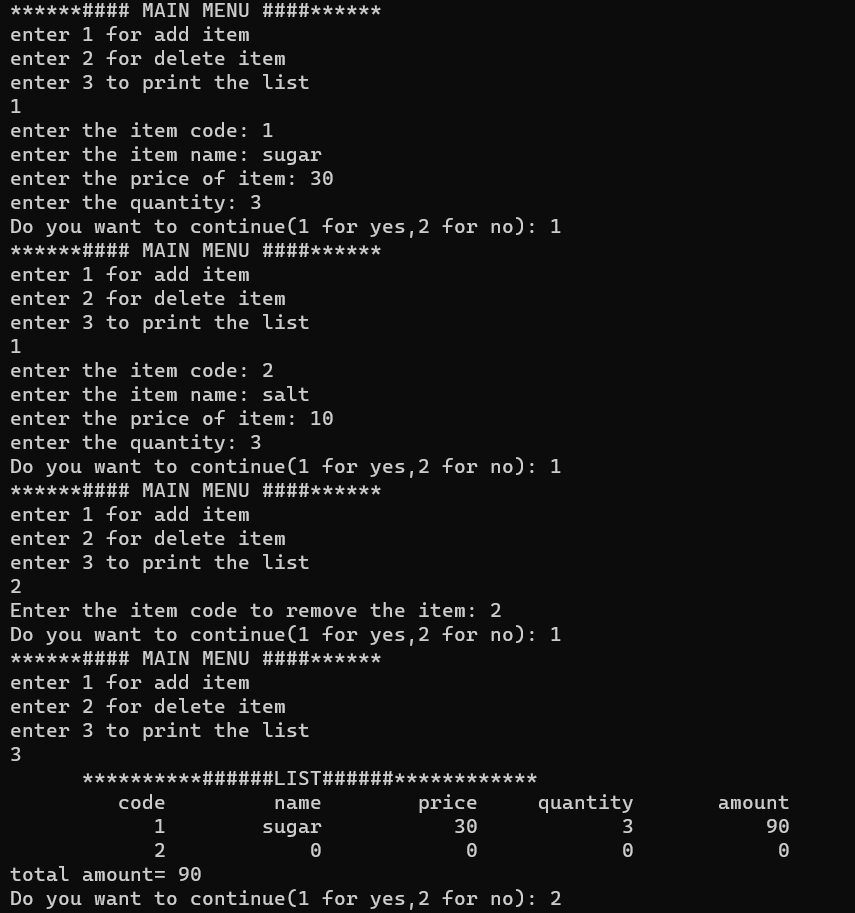 ******#### MAIN MENU ####******
enter 1 for add item
enter 2 for delete item
enter 3 to print the list
1
enter the item code: 1
enter the item name: sugar
enter the price of item: 30
enter the quantity: 3
Do you want to continue(1 for yes,2 for no): 1
******#### MAIN MENU ####******
enter 1 for add item
enter 2 for delete item
enter 3 to print the list
1
enter the item code: 2
enter the item name: salt
enter the price of item: 10
enter the quantity: 3
Do you want to continue(1 for yes,2 for no): 1
******#### MAIN MENU ####******
enter 1 for add item
enter 2 for delete item
enter 3 to print the list
2
Enter the item code to remove the item: 2
Do you want to continue(1 for yes,2 for no): 1
******#### MAIN MENU ####******
enter 1 for add item
enter 2 for delete item
enter 3 to print the list
3
      **********######LIST######************
         code         name        price     quantity       amount
            1        sugar           30            3           90
            2            0            0            0            0
total amount= 90
Do you want to continue(1 for yes,2 for no): 2